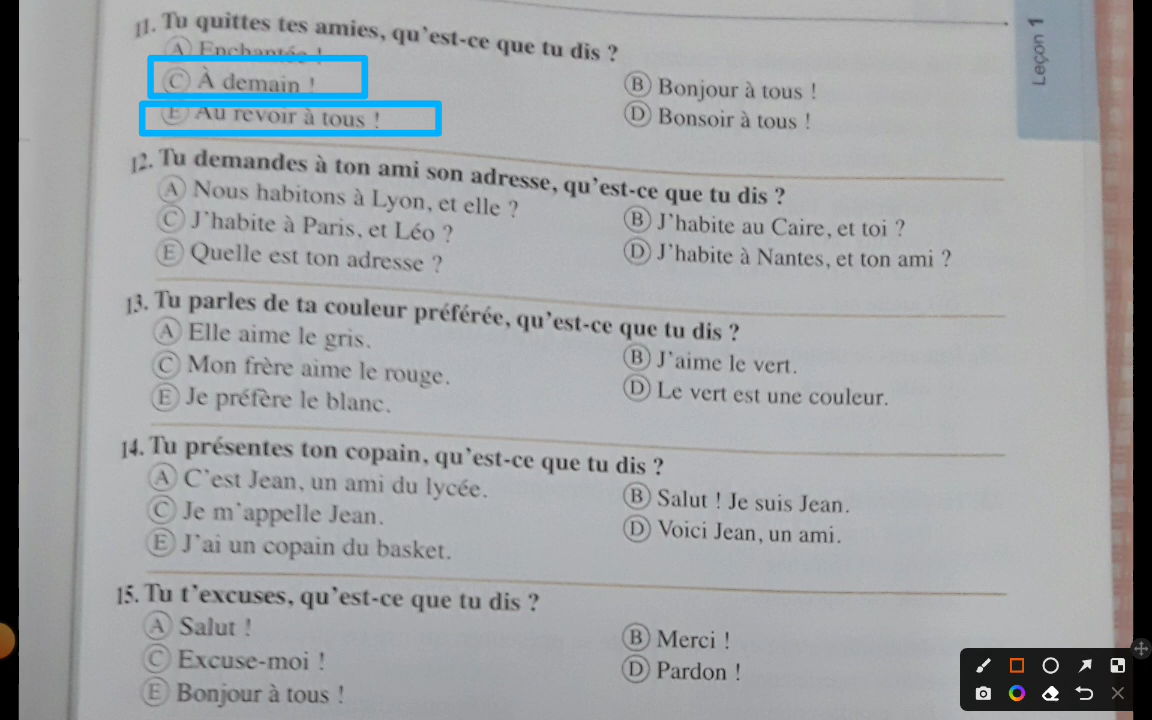 Leçon 1
11. Tu quittes tes amies, qu'est-ce que tu dis ?
Ⓐ Enchantée !
Ⓑ Bonjour à tous !
Ⓒ À demain !
Ⓓ Bonsoir à tous !
Ⓔ Au revoir à tous !
12. Tu demandes à ton ami son adresse, qu'est-ce que tu dis ?
Ⓐ Nous habitons à Lyon, et elle ?
Ⓑ J'habite au Caire, et toi ?
Ⓒ J'habite à Paris, et Léo ?
Ⓓ J'habite à Nantes, et ton ami ?
Ⓔ Quelle est ton adresse ?
13. Tu parles de ta couleur préférée, qu'est-ce que tu dis ?
Ⓐ Elle aime le gris.
Ⓑ J'aime le vert.
Ⓒ Mon frère aime le rouge.
Ⓓ Le vert est une couleur.
Ⓔ Je préfère le blanc.
14. Tu présentes ton copain, qu'est-ce que tu dis ?
Ⓐ C'est Jean, un ami du lycée.
Ⓑ Salut ! Je suis Jean.
Ⓒ Je m'appelle Jean.
Ⓓ Voici Jean, un ami.
Ⓔ J'ai un copain du basket.
15. Tu t'excuses, qu'est-ce que tu dis ?
Ⓐ Salut !
Ⓑ Merci !
Ⓒ Excuse-moi !
Ⓓ Pardon !
Ⓔ Bonjour à tous !